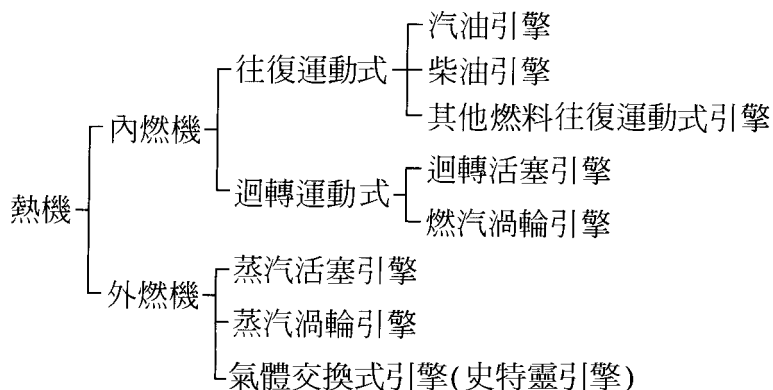 熱機
內燃機
往復運動式
汽油引擎
柴油引擎
其他燃料往復運動式引擎
迴轉運動式
迴轉活塞引擎
燃汽渦輪引擎
外燃機
蒸汽活塞引擎
蒸汽渦輪引擎
氣體交換式引擎(史特靈引擎)